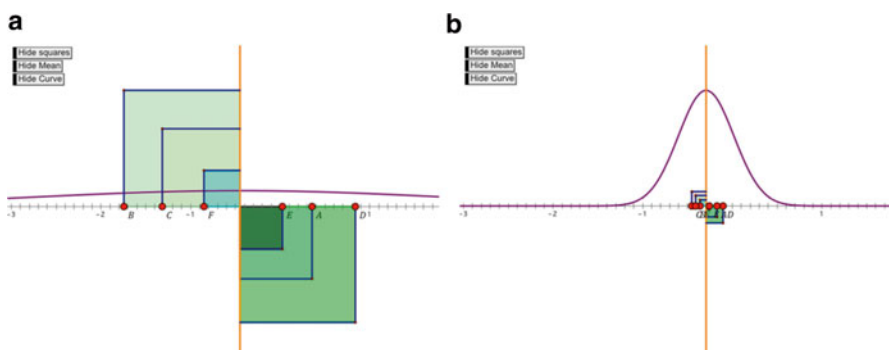 a
Hide squares
Hide Mean
Hide Curve
-3 -2 B C -1 F E A D 1
b
Hide squares
Hide Mean
Hide Curve
-3 -2 -1 D 1